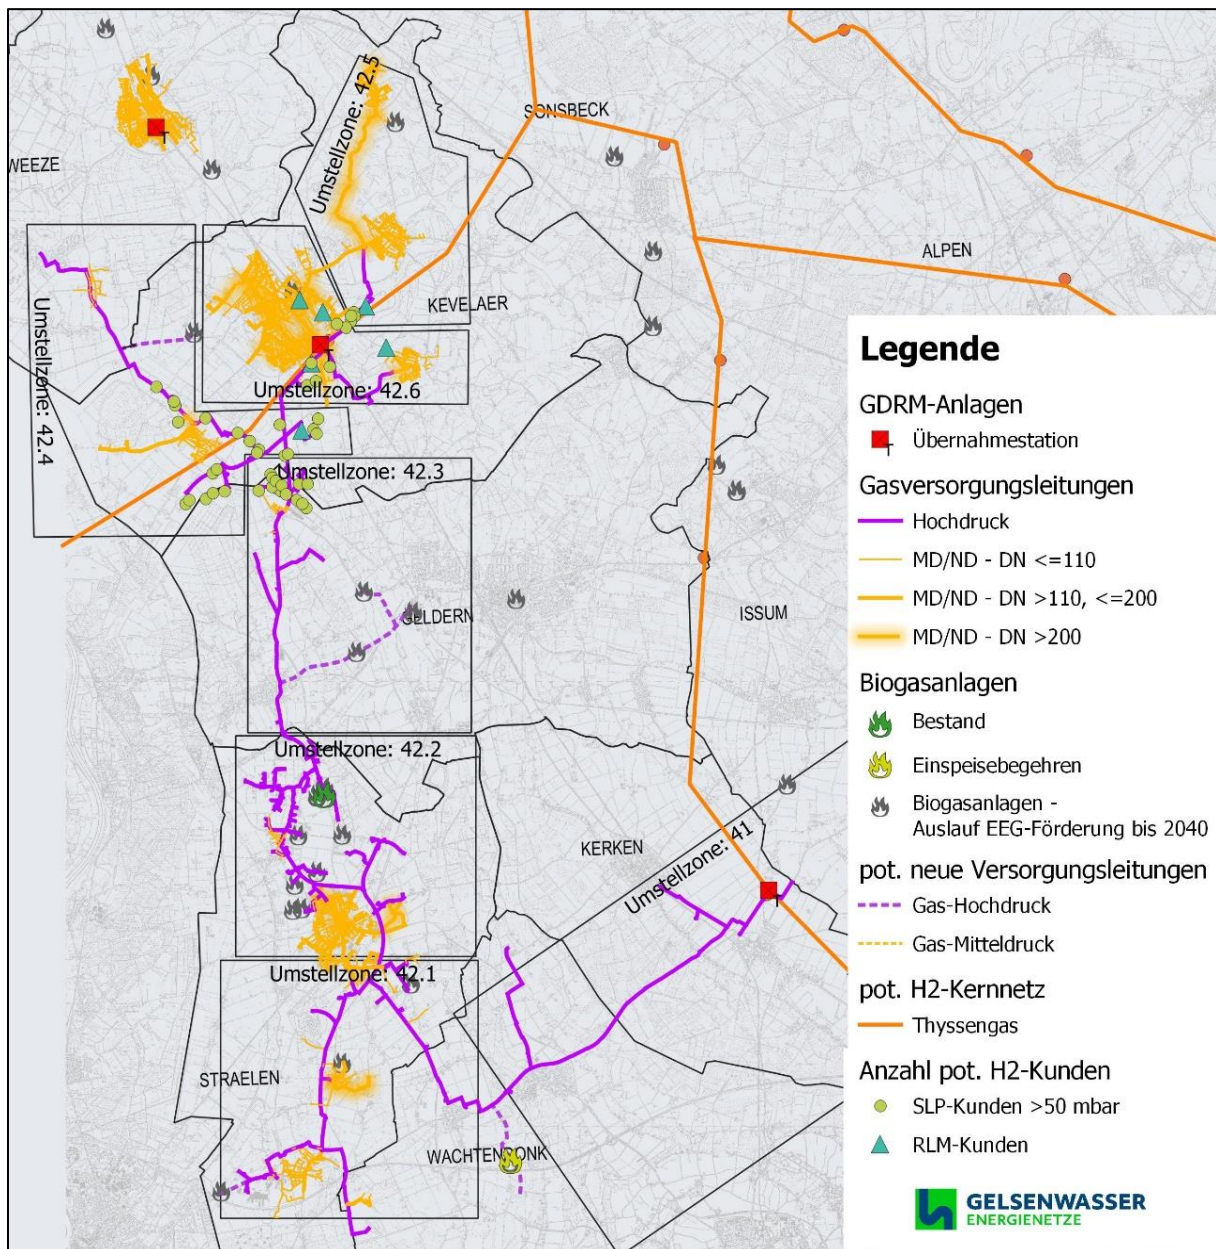 Umstellzone: 42.5
SONSBECK
T
WEEZE
ALPEN
KEVELAER
T
Umstellzone: 42.4
Umstellzone: 42.6
Umstellzone: 42.3
GELDERN
ISSUM
Umstellzone: 42.2
KERKEN
Umstellzone: 41
T
Umstellzone: 42.1
STRAELEN
WACHTENDONK
Legende
GDRM-Anlagen
T
Übernahmestation
Gasversorgungsleitungen
Hochdruck
MD/ND - DN <=110
MD/ND - DN >110, <=200
MD/ND - DN >200
Biogasanlagen
Bestand
Einspeisebegehren
Biogasanlagen -
Auslauf EEG-Förderung bis 2040
pot. neue Versorgungsleitungen
Gas-Hochdruck
Gas-Mitteldruck
pot. H2-Kernnetz
Thyssengas
Anzahl pot. H2-Kunden
SLP-Kunden >50 mbar
RLM-Kunden
GELSENWASSER
ENERGIENETZE